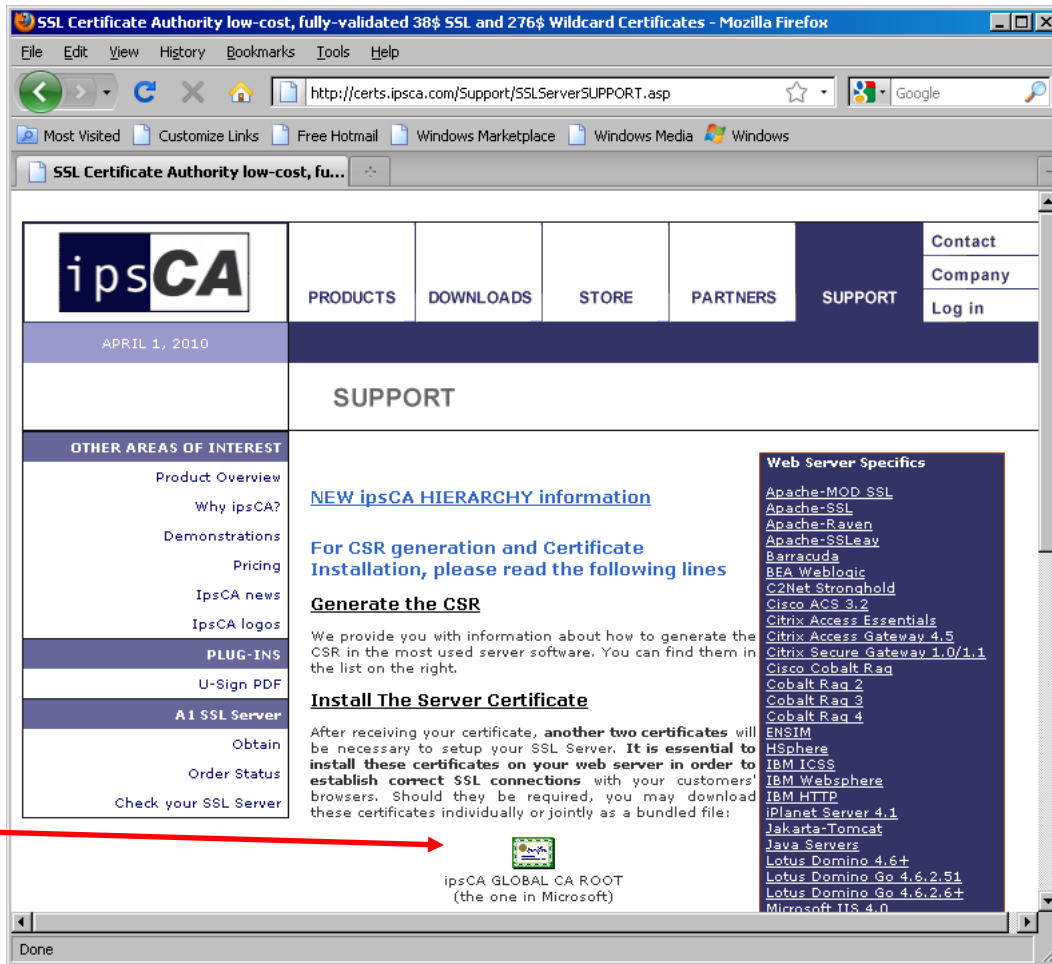 SSL Certificate Authority low-cost, fully-validated 38$ SSL and 276$ Wildcard Certificates - Mozilla Firefox
File Edit View History Bookmarks Tools Help
http://certs.ipsca.com/Support/SSLServerSUPPORT.asp
Google
Most Visited Customize Links Free Hotmail Windows Marketplace Windows Media Windows
SSL Certificate Authority low-co
st, fu...
ipsCA
PRODUCTS DOWNLOADS STORE PARTNERS SUPPORT
Contact
Company
Log in
APRIL 1, 2010
SUPPORT
OTHER AREAS OF INTEREST
Product Overview
Why ipsCA?
Demonstrations
Pricing
IpsCA news
IpsCA logos
PLUG-INS
U-Sign PDF
A1 SSL Server
Obtain
Order Status
Check your SSL Server
NEW ipsCA HIERARCHY information
For CSR generation and Certificate
Installation, please read the following lines
Generate the CSR
We provide you with information about how to generate the
CSR in the most used server software. You can find them in
the list on the right.
Install The Server Certificate
After receiving your certificate, another two certificates will
be necessary to setup your SSL Server. It is essential to
install these certificates on your web server in order to
establish correct SSL connections with your customers'
browsers. Should they be required, you may download
these certificates individually or jointly as a bundled file:
ipsCA GLOBAL CA ROOT
(the one in Microsoft)
Web Server Specifics
Apache-MOD SSL
Apache-SSL
Apache-Raven
Apache-SSLeay
Barracuda
BEA Weblogic
C2Net Stronghold
Cisco ACS 3.2
Citrix Access Essentials
Citrix Access Gateway 4.5
Citrix Secure Gateway 1.0/1.1
Cisco Cobalt Raq
Cobalt Raq 2
Cobalt Raq 3
Cobalt Raq 4
ENSIM
HSphere
IBM ICSS
IBM Websphere
IBM HTTP
iPlanet Server 4.1
Jakarta-Tomcat
Java Servers
Lotus Domino 4.6+
Lotus Domino Go 4.6.2.51
Lotus Domino Go 4.6.2.6+
Microsoft IIS 4.0
Done